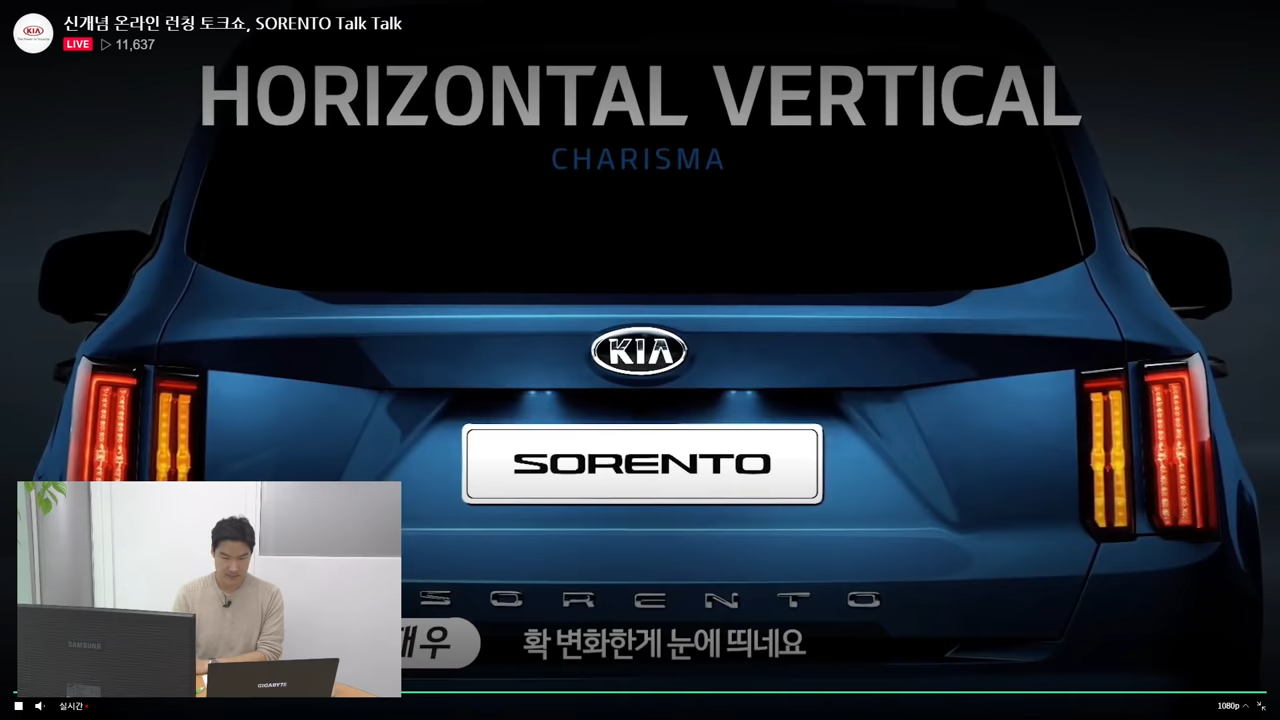 신개념 온라인 런칭 토크쇼, SORENTO Talk Talk
KIA
LIVE 11,637
HORIZONTAL VERTICAL
CHARISMA
KIA
SORENTO
SORENTO
확 변화한게 눈에 띄네요
SAMSUNG
GIGABYTE
실시간
1080p